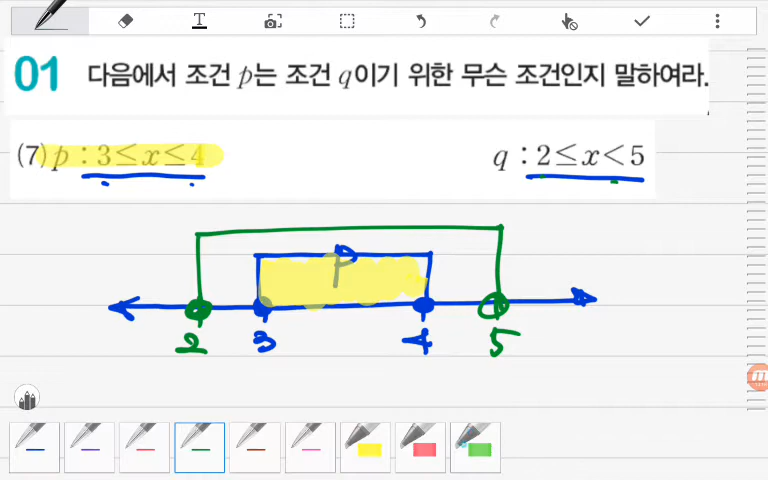 T
01 다음에서 조건 p는 조건 q이기 위한 무슨 조건인지 말하여라.
(7) p : 3≤x≤4 q : 2≤x<5
P
2 3 4 5